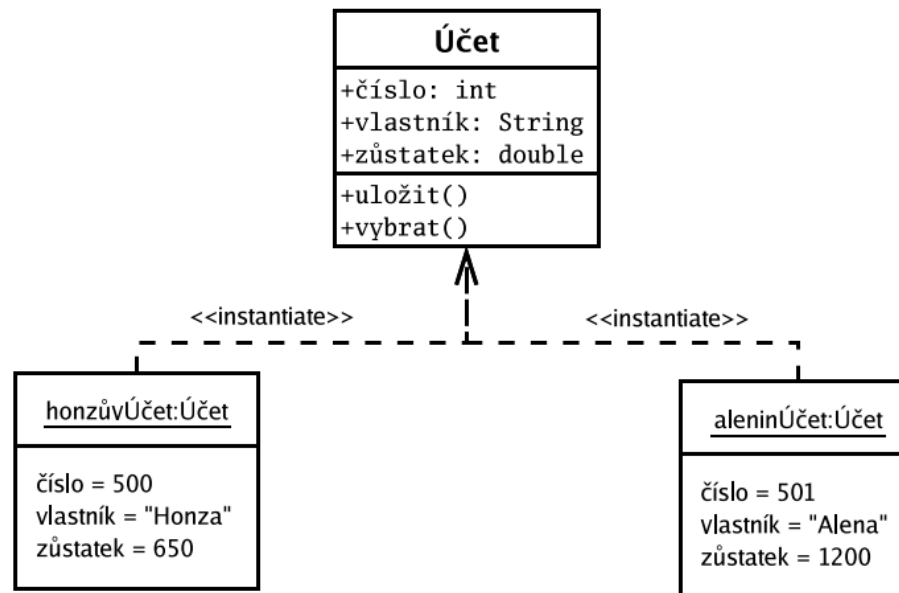 Účet
+číslo: int
+vlastník: String
+zůstatek: double
+uložit()
+vybrat()
<<instantiate>>
<<instantiate>>
honzůvÚčet:Účet
číslo = 500
vlastník = "Honza"
zůstatek = 650
aleninÚčet:Účet
číslo = 501
vlastník = "Alena"
zůstatek = 1200